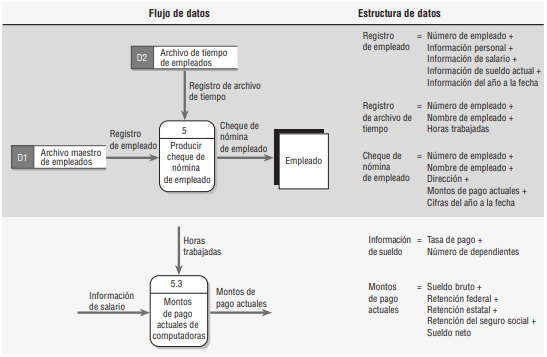 Flujo de datos
Estructura de datos
D2
Archivo de tiempo
de empleados
Registro de archivo
de tiempo
D1
Archivo maestro
de empleados
Registro
de empleado
5
Producir
cheque de
nómina
de empleado
Cheque de
nómina
de empleado
Empleado
Registro = Número de empleado +
de empleado Información personal +
Información de salario +
Información de sueldo actual +
Información del año a la fecha
Registro = Número de empleado +
de archivo de Nombre de empleado +
tiempo Horas trabajadas
Cheque de = Número de empleado +
nómina Nombre de empleado +
de empleado Dirección +
Montos de pago actuales +
Cifras del año a la fecha
Horas
trabajadas
Información
de salario
5.3
Montos
de pago
actuales de
computadoras
Montos de
pago actuales
Información = Tasa de pago +
de sueldo Número de dependientes
Montos = Sueldo bruto +
de pago Retención federal +
actuales Retención estatal +
Retención del seguro social +
Sueldo neto